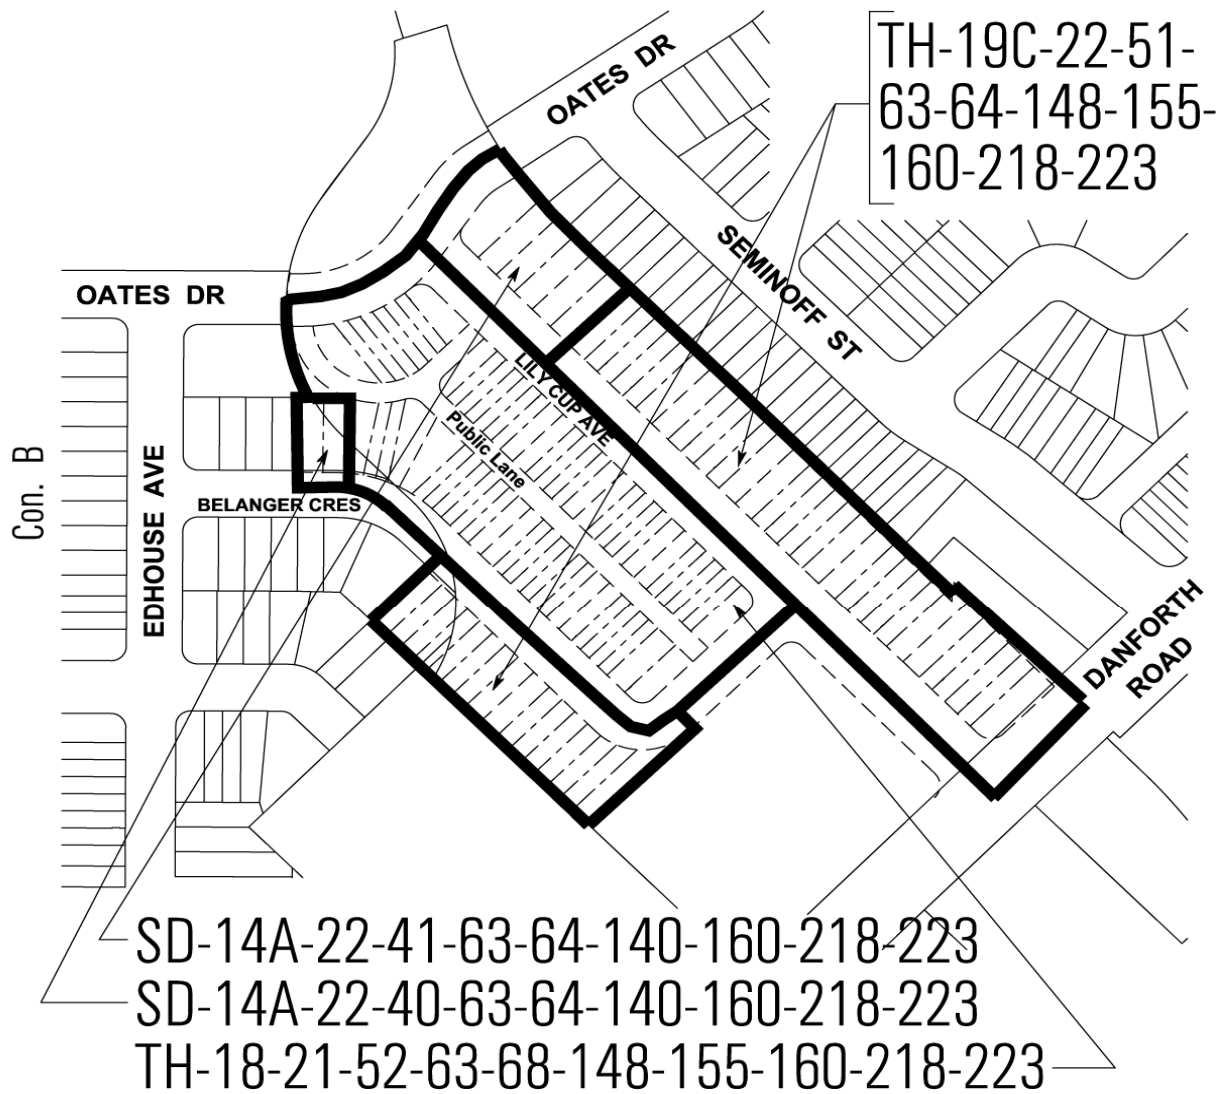 TH-19C-22-51-
63-64-148-155-
160-218-223
OATES DR
SEMINOFF ST
OATES DR
LILY CUP AVE
Public Lane
Con. B
EDHOUSE AVE
BELANGER CRES
DANFORTH
ROAD
SD-14A-22-41-63-64-140-160-218-223
SD-14A-22-40-63-64-140-160-218-223
TH-18-21-52-63-68-148-155-160-218-223